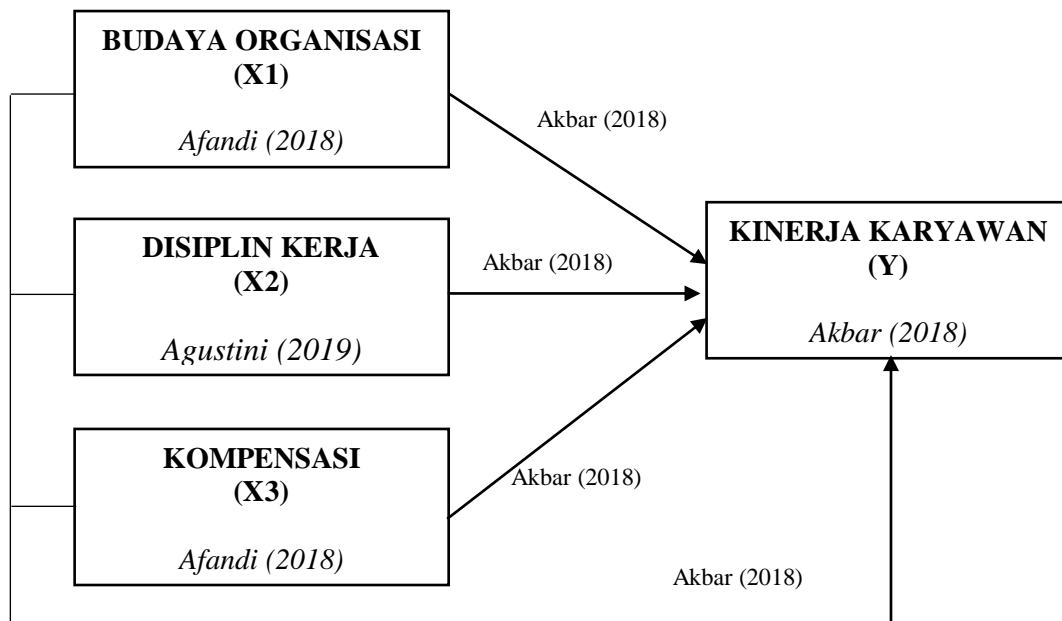 BUDAYA ORGANISASI
(X1)
Afandi (2018)
Akbar (2018)
DISIPLIN KERJA
(X2)
Agustini (2019)
Akbar (2018)
KINERJA KARYAWAN
(Y)
Akbar (2018)
KOMPENSASI
(X3)
Afandi (2018)
Akbar (2018)
Akbar (2018)